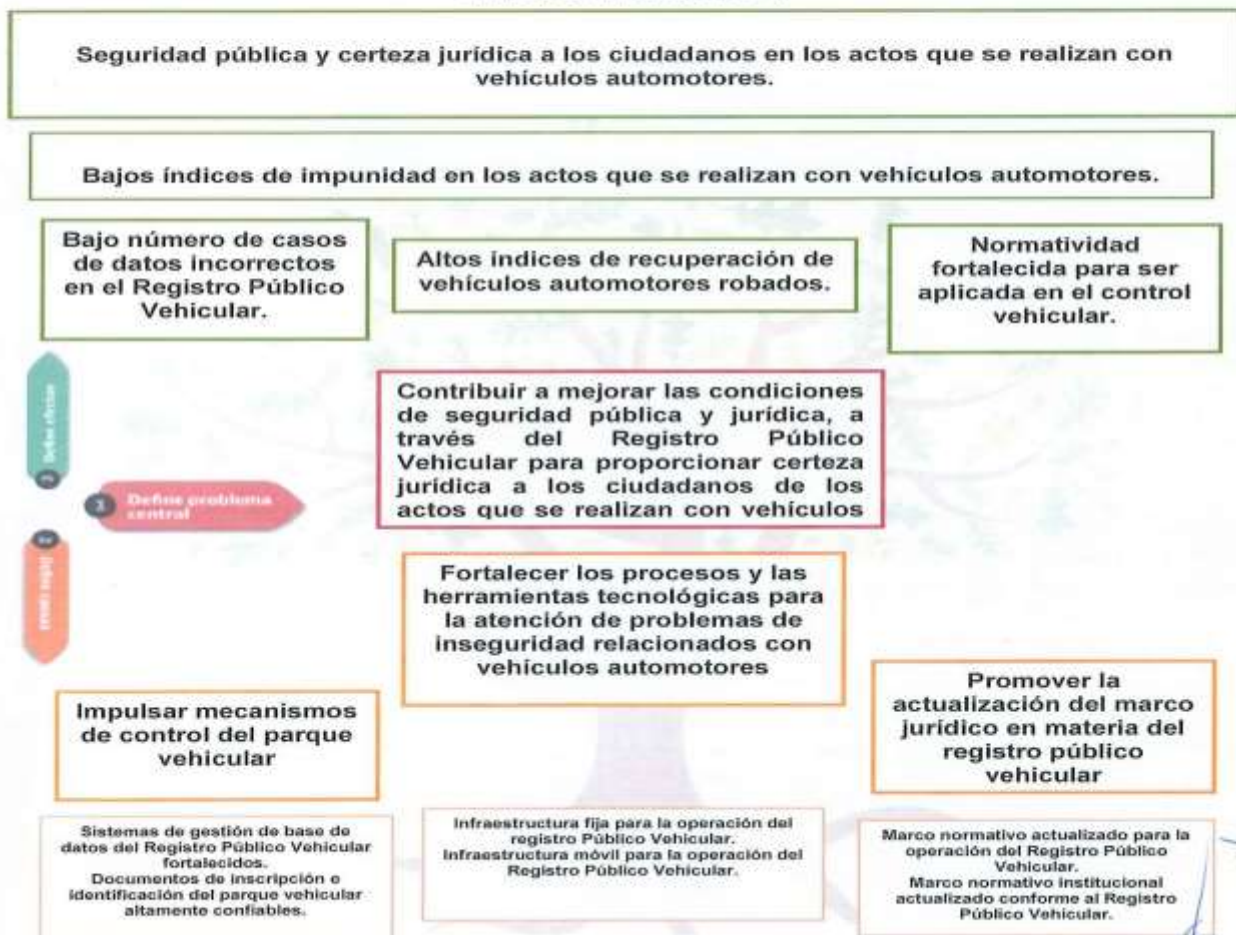 Seguridad pública y certeza jurídica a los ciudadanos en los actos que se realizan con
vehículos automotores.
Bajos índices de impunidad en los actos que se realizan con vehículos automotores.
Bajo número de casos
de datos incorrectos
en el Registro Público
Vehicular.
Altos índices de recuperación de
vehículos automotores robados.
Normatividad
fortalecida para ser
aplicada en el control
vehicular.
Contribuir a mejorar las condiciones
de seguridad pública y jurídica, a
través del Registro Público
Vehicular para proporcionar certeza
jurídica a los ciudadanos de los
actos que se realizan con vehículos
1
Define problema
central
Fortalecer los procesos y las
herramientas tecnológicas para
la atención de problemas de
inseguridad relacionados con
vehículos automotores
Impulsar mecanismos
de control del parque
vehicular
Promover la
actualización del marco
jurídico en materia del
registro público
vehicular
Sistemas de gestión de base de
datos del Registro Público Vehicular
fortalecidos.
Documentos de inscripción e
identificación del parque vehicular
altamente confiables.
Infraestructura fija para la operación del
registro Público Vehicular.
Infraestructura móvil para la operación del
Registro Público Vehicular.
Marco normativo actualizado para la
operación del Registro Público
Vehicular.
Marco normativo institucional
actualizado conforme al Registro
Público Vehicular.